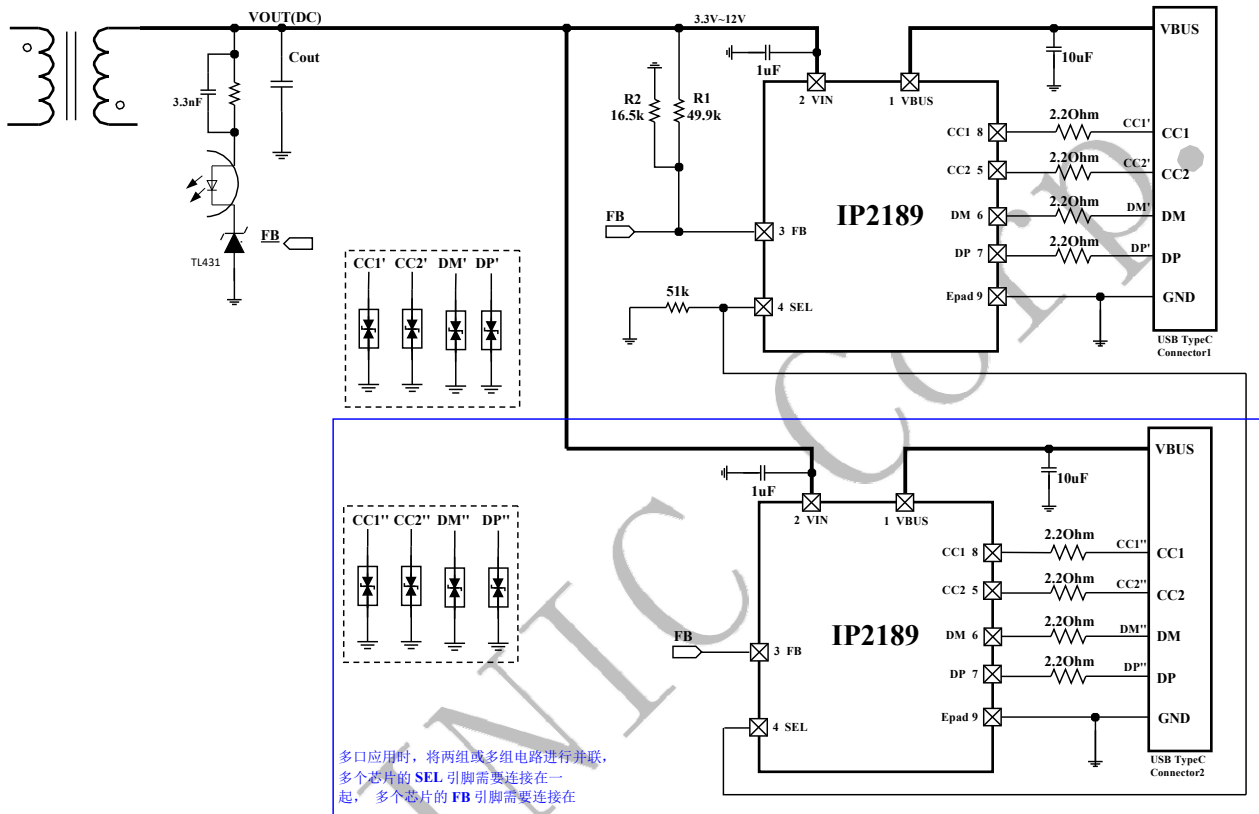 VOUT(DC)
3.3V~12V
Cout
3.3nF
TL431
FB
1uF
R2
16.5k
R1
49.9k
2 VIN
1 VBUS
10uF
VBUS
CC1 8
2.2Ohm
CC1'
CC1
CC2 5
2.2Ohm
CC2'
CC2
IP2189
DM 6
2.2Ohm
DM'
DM
FB
3 FB
DP 7
2.2Ohm
DP'
DP
CC1' CC2' DM' DP'
51k
4 SEL
Epad 9
GND
USB TypeC
Connector1
Corp.
INIC
VBUS
1uF
10uF
2 VIN
1 VBUS
CC1'' CC2'' DM'' DP''
CC1 8
2.2Ohm
CC1''
CC1
CC2 5
2.2Ohm
CC2''
CC2
IP2189
DM 6
2.2Ohm
DM''
DM
FB
3 FB
DP 7
2.2Ohm
DP''
DP
4 SEL
Epad 9
GND
USB TypeC
Connector2
多口应用时，将两组或多组电路进行并联，
多个芯片的 SEL 引脚需要连接在一
起， 多个芯片的 FB 引脚需要连接在